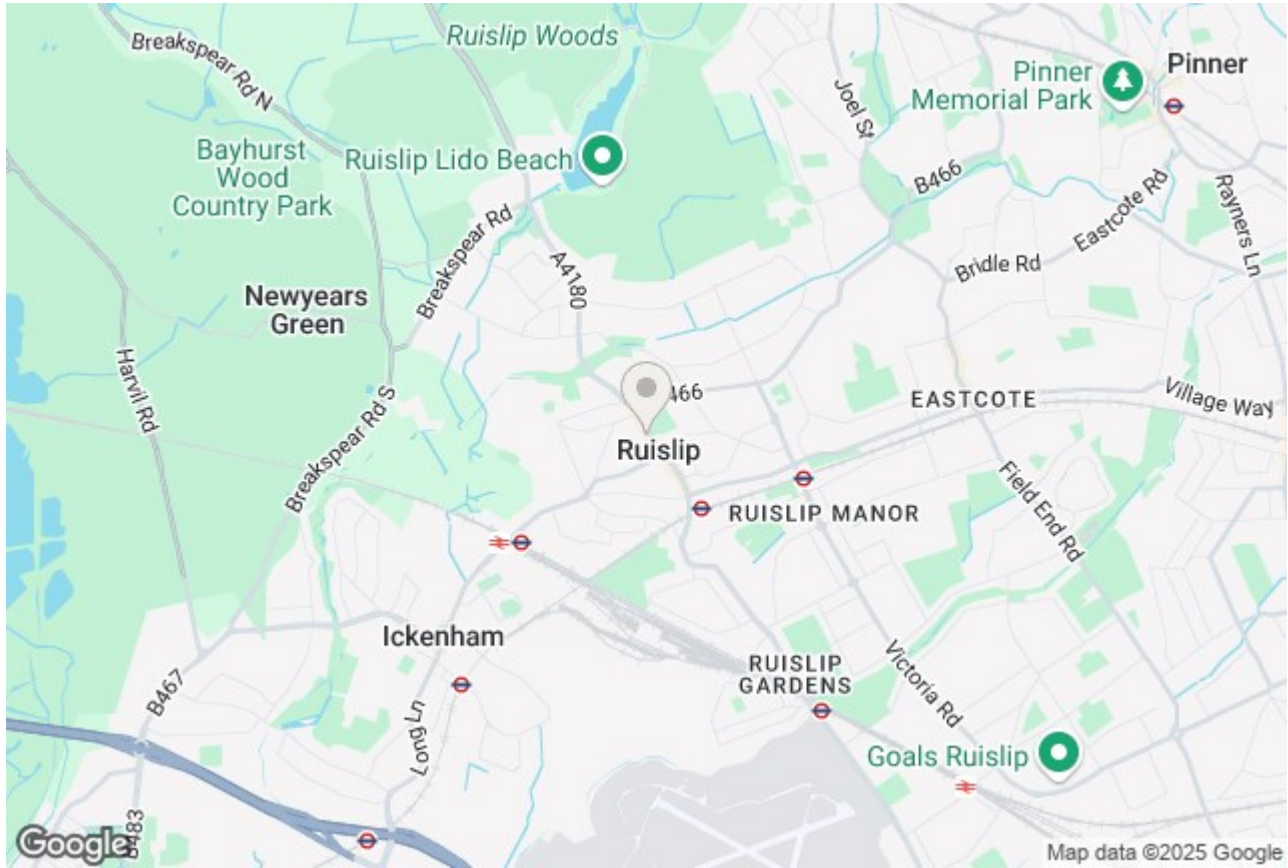 Breakspear Rd N
Ruislip Woods
Pinner
Pinner
Memorial Park
Joel St
Bayhurst
Wood
Country Park
Ruislip Lido Beach
B466
Eastcote Rd
Rayners Ln
Breakspear Rd
A4180
Bridle Rd
Newyears
Green
Harvil Rd
466
EASTCOTE
Village Way
Breakspear Rd S
Ruislip
Field End Rd
RUISLIP MANOR
Ickenham
RUISLIP
GARDENS
Victoria Rd
B467
Long Ln
Goals Ruislip
B483
Google
Map data ©2025 Google